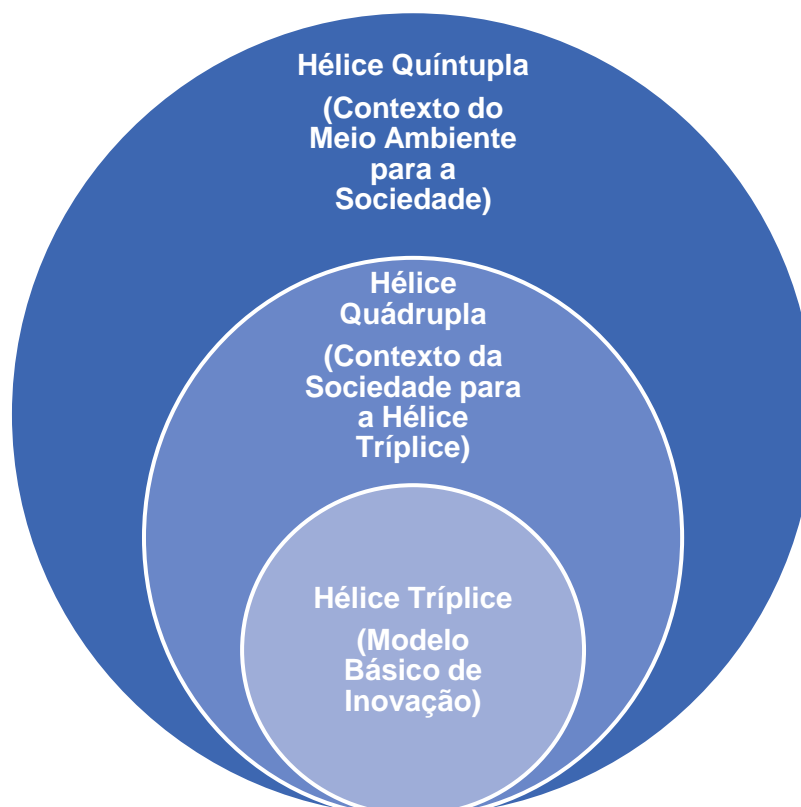 Hélice Quíntupla
(Contexto do
Meio Ambiente
para a
Sociedade)
Hélice
Quádrupla
(Contexto da
Sociedade para
a Hélice
Tríplice)
Hélice Tríplice
(Modelo
Básico de
Inovação)